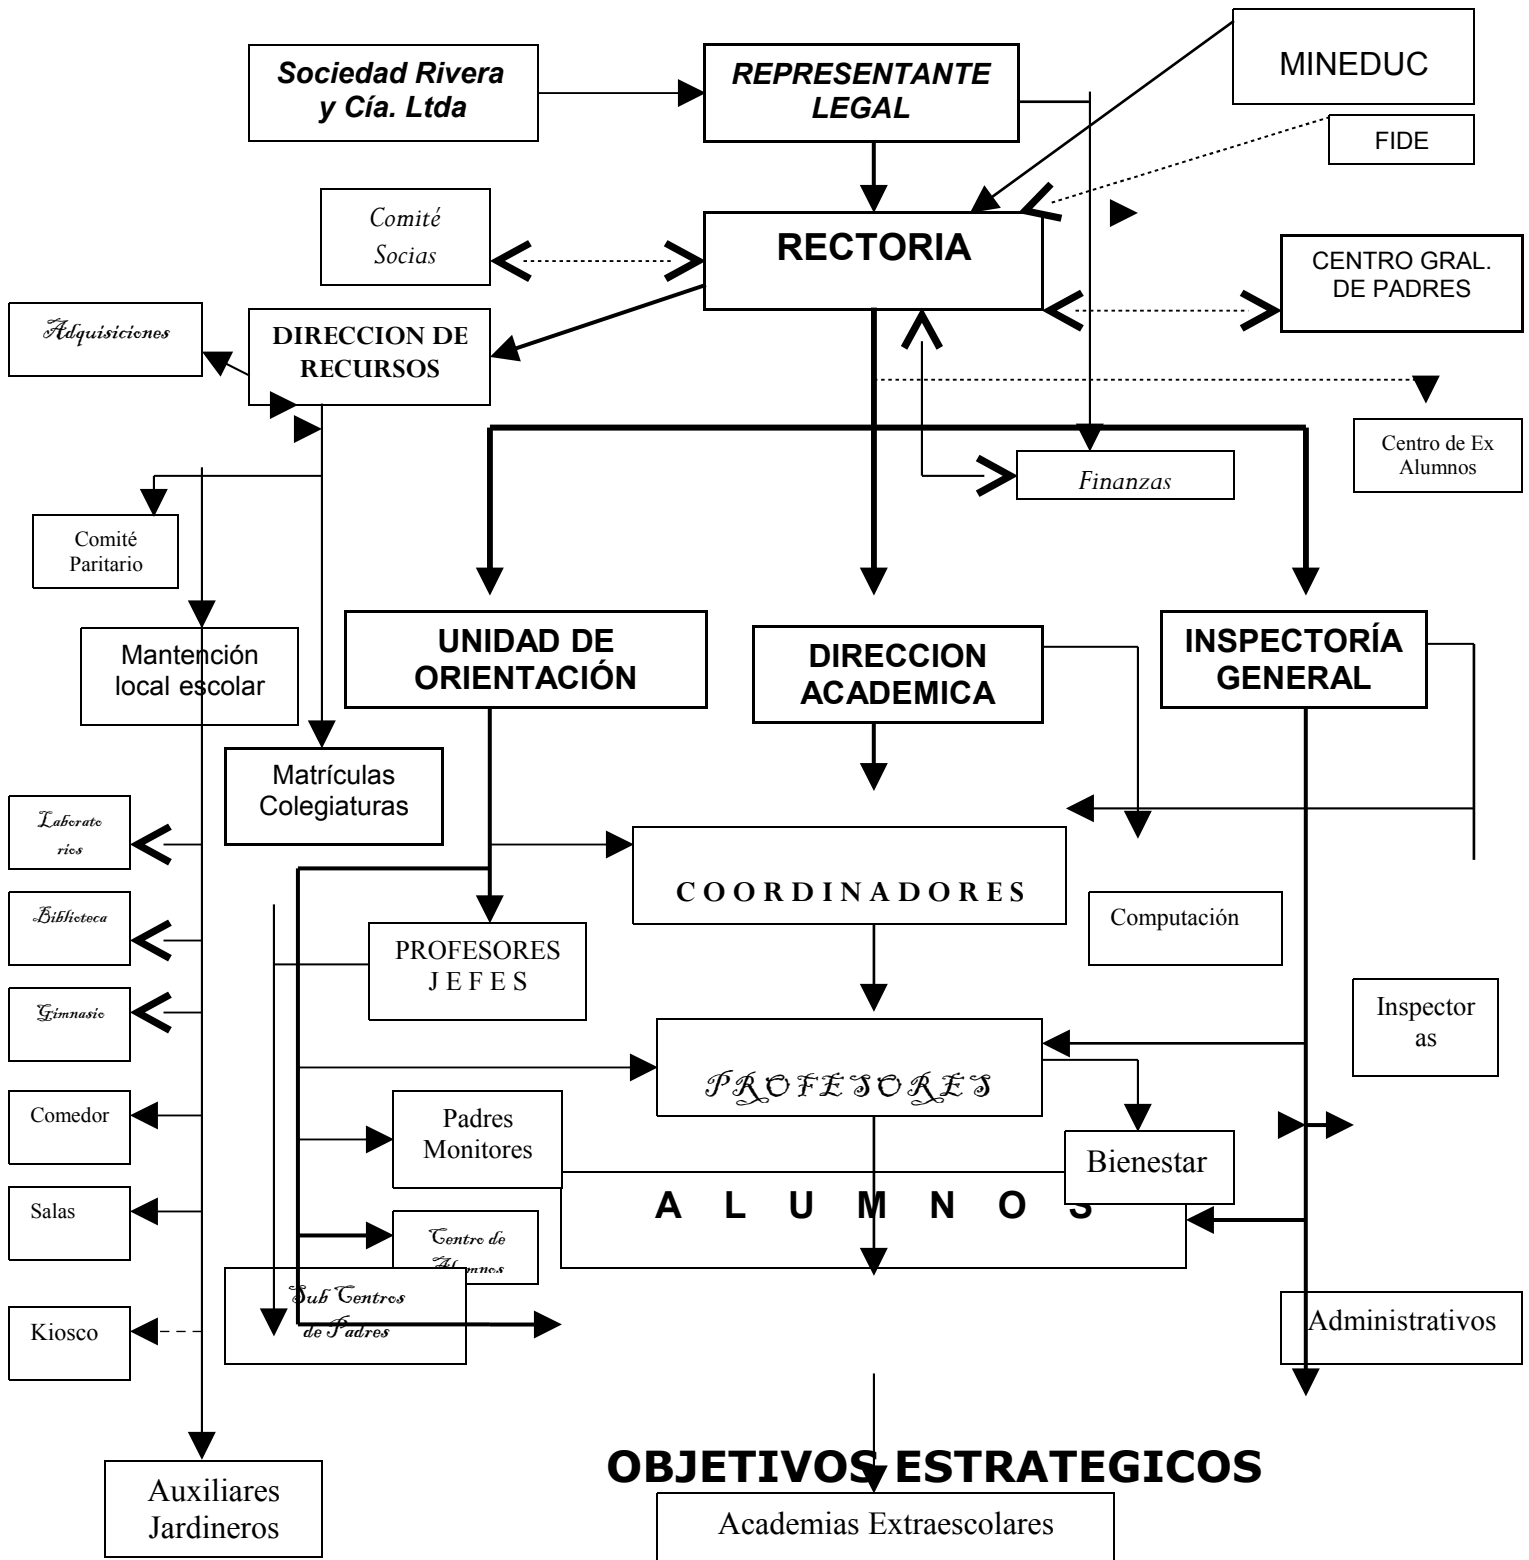 Sociedad Rivera
y Cía. Ltda
REPRESENTANTE
LEGAL
MINEDUC
FIDE
Comité
Socias
RECTORIA
CENTRO GRAL.
DE PADRES
Adquisiciones
DIRECCION DE
RECURSOS
Centro de Ex
Alumnos
Finanzas
Comité
Paritario
Mantención
local escolar
UNIDAD DE
ORIENTACIÓN
DIRECCION
ACADEMICA
INSPECTORÍA
GENERAL
Matrículas
Colegiaturas
Laborato
rios
COORDINADORES
Biblioteca
Computación
PROFESORES
JEFES
Gimnasio
Inspector
as
PROFESORES
Comedor
Padres
Monitores
Bienestar
ALUMNOS
Salas
Centro de
Alumnos
Sub Centros
de Padres
Kiosco
Administrativos
OBJETIVOS ESTRATEGICOS
Auxiliares
Jardineros
Academias Extraescolares